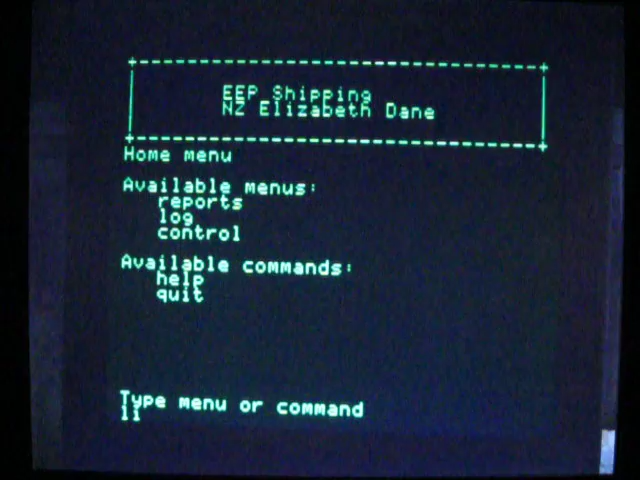 EEP Shipping
NZ Elizabeth Dane
Home menu
Available menus:
reports
log
control
Available commands:
help
quit
Type menu or command
li